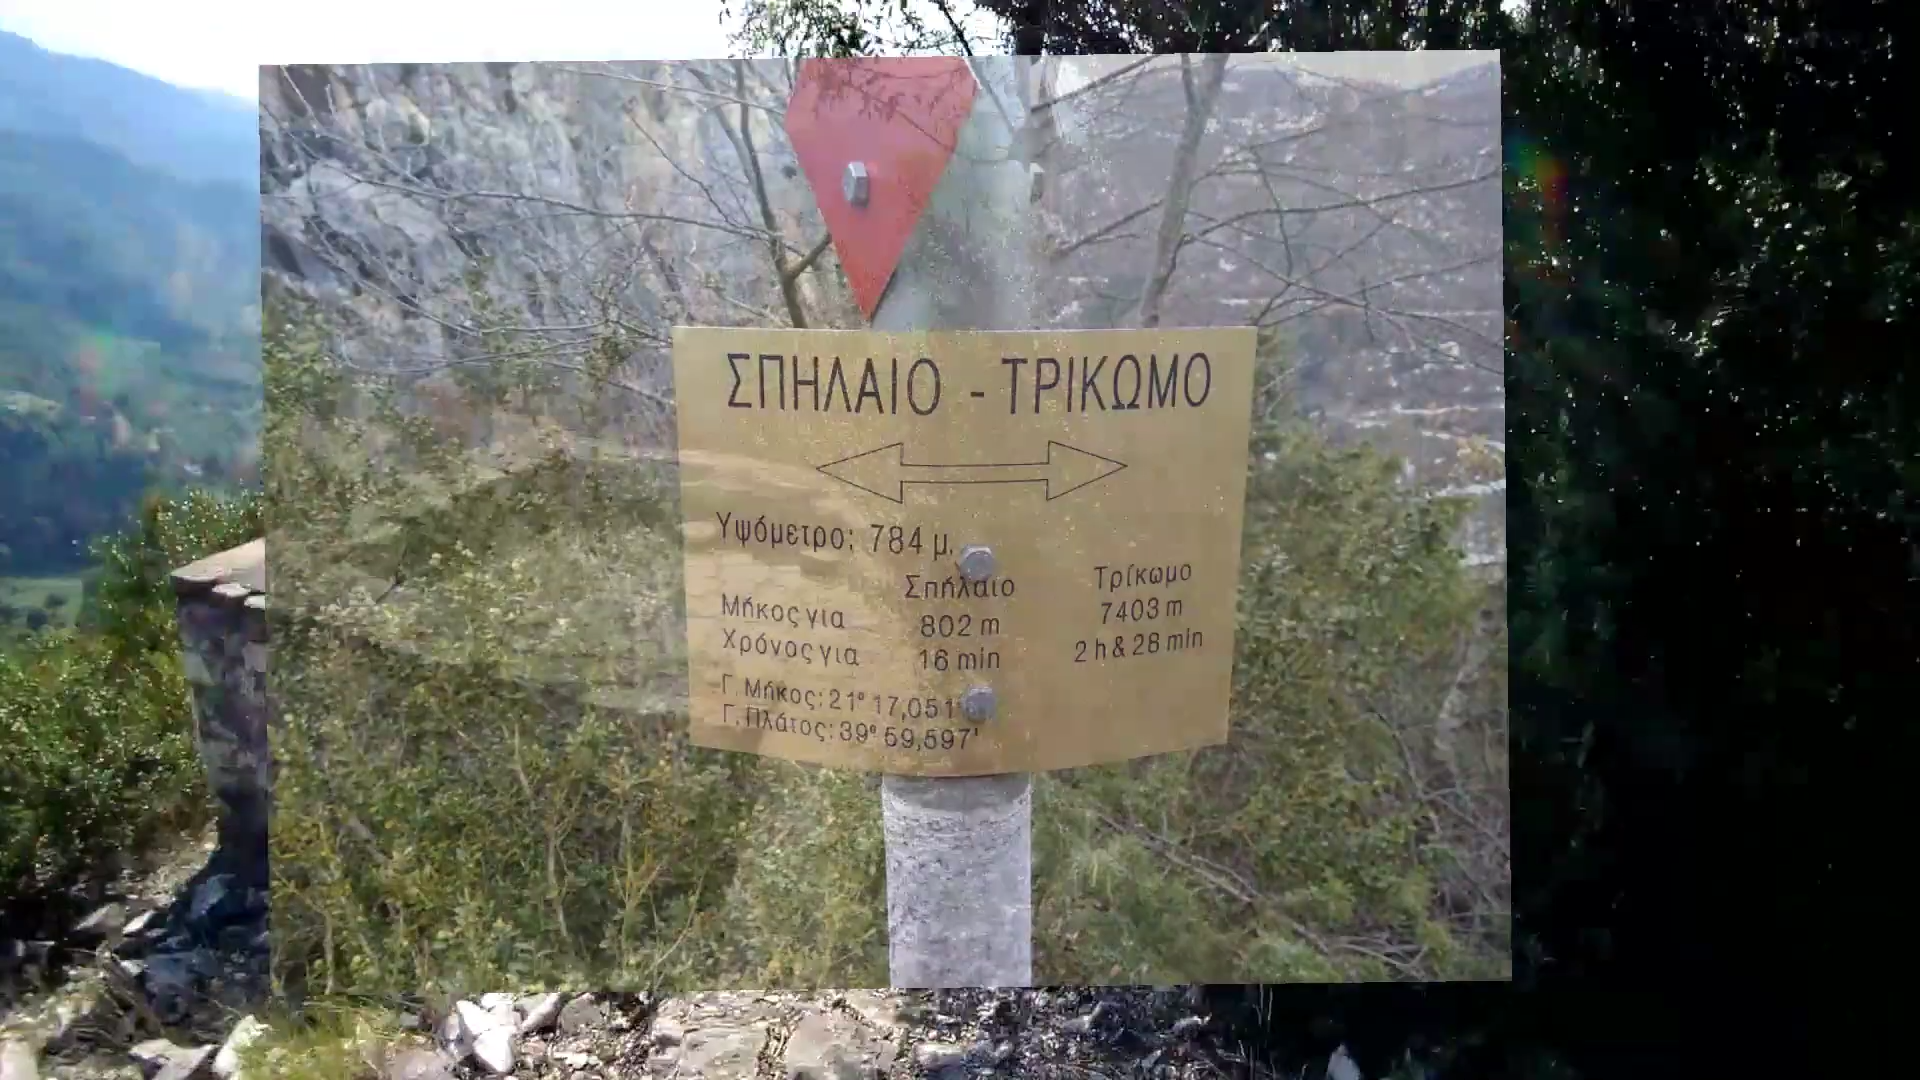 ΣΠΗΛΑΙΟ - ΤΡΙΚΩΜΟ
Υψόμετρο: 784 μ.
Σπήλαιο Τρίκωμο
Μήκος για 802 m 7403 m
Χρόνος για 16 min 2 h & 28 min
Γ. Μήκος: 21° 17,051'
Γ. Πλάτος: 39° 59,597'